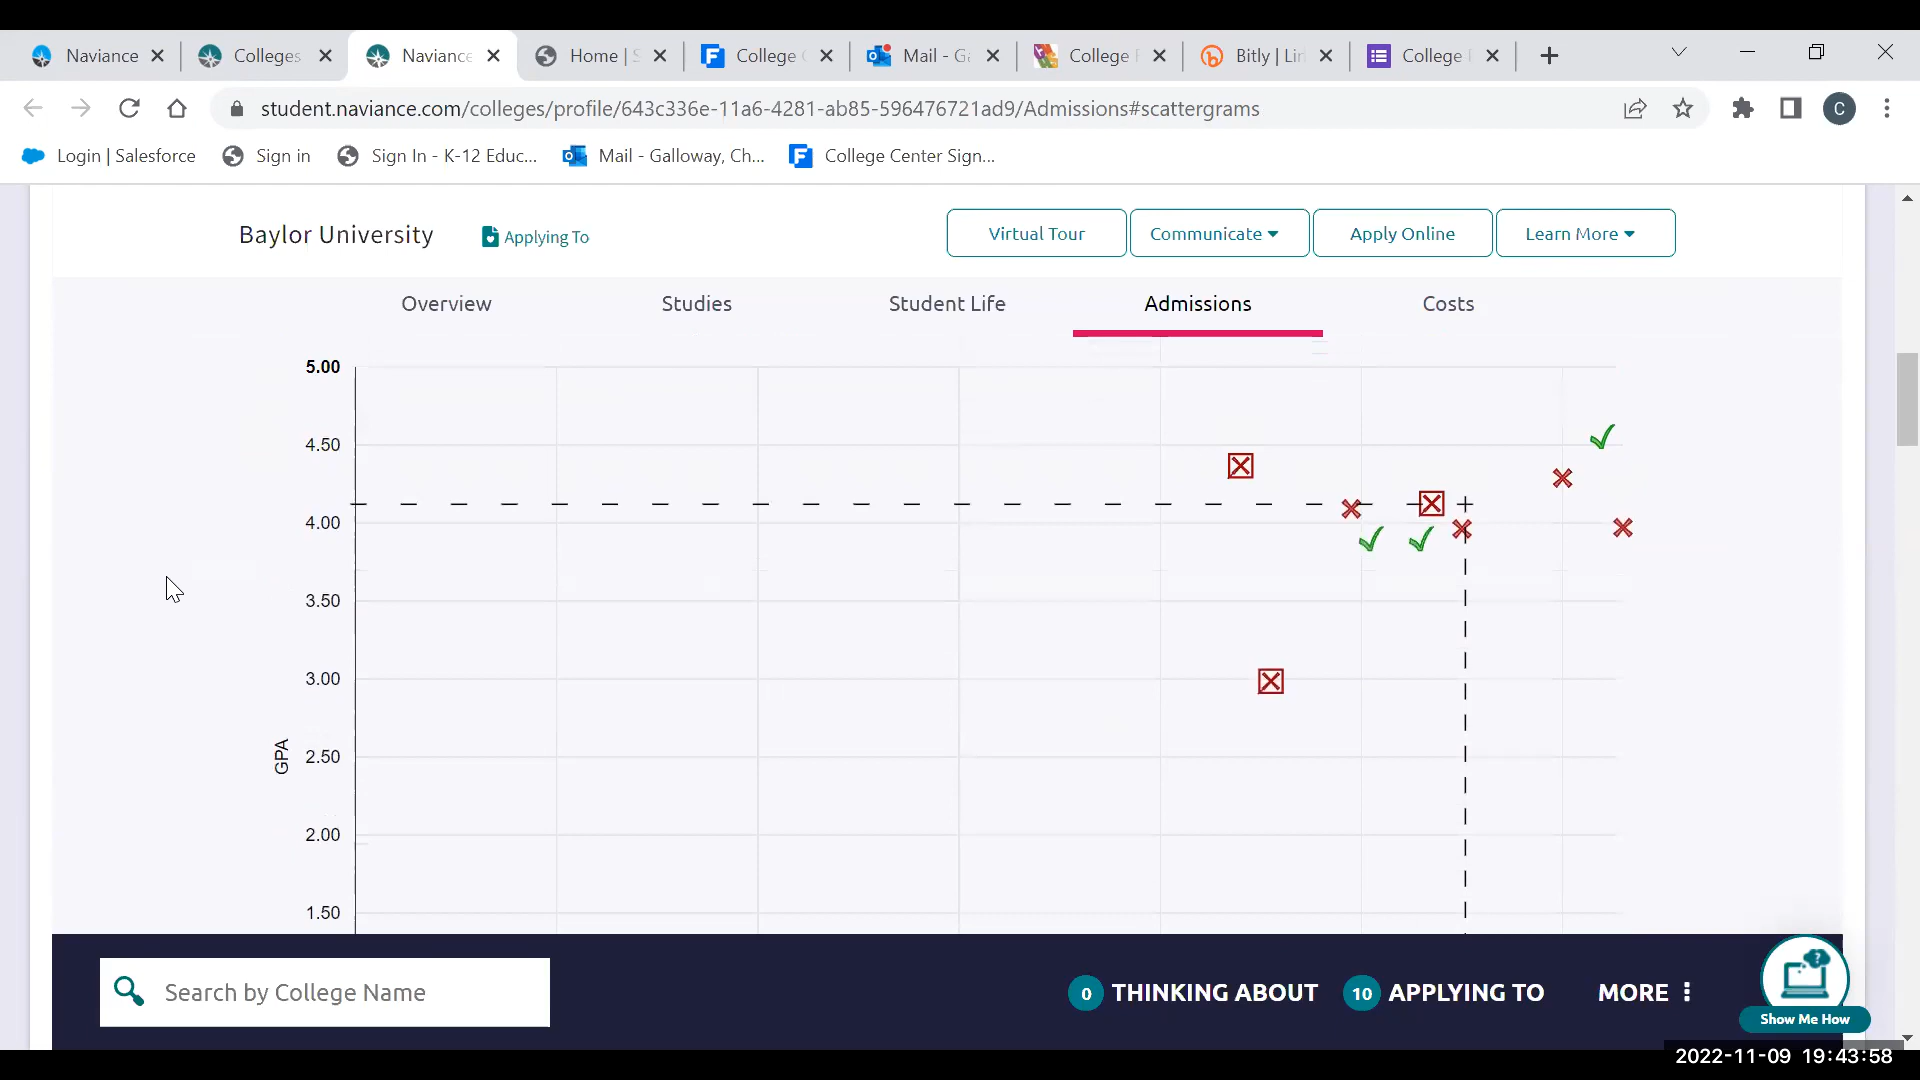 Naviance
Colleges
Naviance
Home | S
College C
Mail - Ga
College F
Bitly | Lin
College I
student.naviance.com/colleges/profile/643c336e-11a6-4281-ab85-596476721ad9/Admissions#scattergrams
C
Login | Salesforce
Sign in
Sign In - K-12 Educ...
Mail - Galloway, Ch...
College Center Sign...
Baylor University
Applying To
Virtual Tour
Communicate
Apply Online
Learn More
Overview
Studies
Student Life
Admissions
Costs
5.00
4.50
4.00
3.50
3.00
GPA
2.50
2.00
1.50
Search by College Name
0 THINKING ABOUT
10 APPLYING TO
MORE
Show Me How
2022-11-09 19:43:58